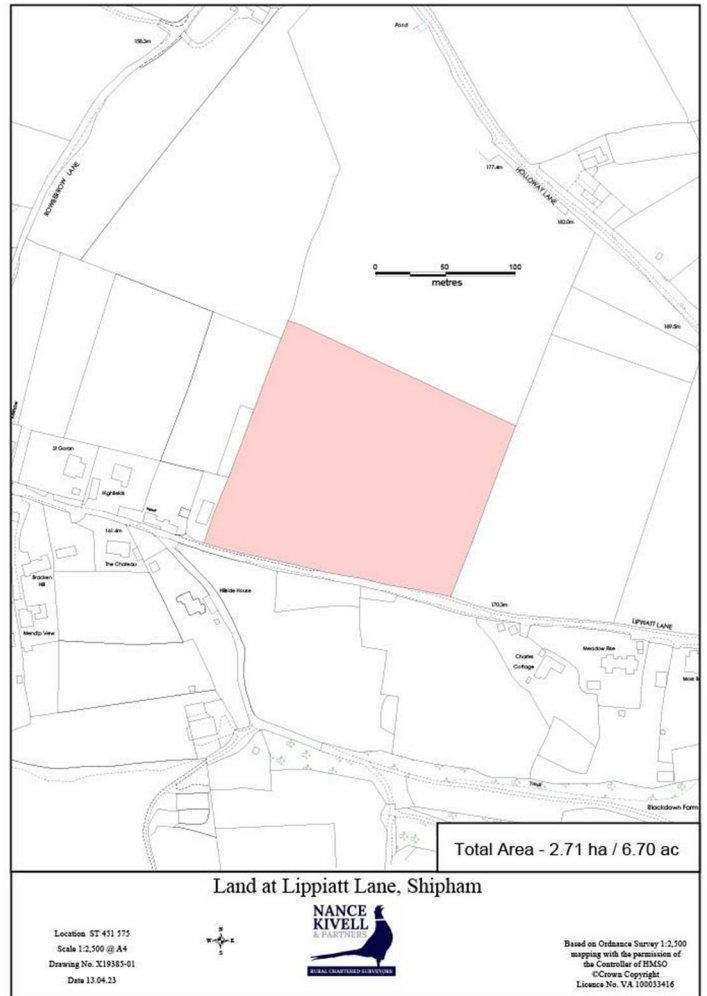 158.3m
Pond
ROWBERROW LANE
177.4m
HOLLOWAY LANE
182.0m
0 50 100
metres
189.5m
St Goran
Highfields
161.4m
The Chateau
Bracken
Hill
Hillside House
170.3m
LIPPIATT LANE
Mendip View
Charles
Cottage
Meadow Rise
Track
Blackdown Farm
Total Area - 2.71 ha / 6.70 ac
Land at Lippiatt Lane, Shipham
Location ST 451 575
Scale 1:2,500 @ A4
Drawing No. X19385-01
Date 13.04.23
N
W E
S
NANCE
KIVELL
& PARTNERS
RURAL CHARTERED SURVEYORS
Based on Ordnance Survey 1:2,500
mapping with the permission of
the Controller of HMSO
©Crown Copyright
Licence No. VA 100033416